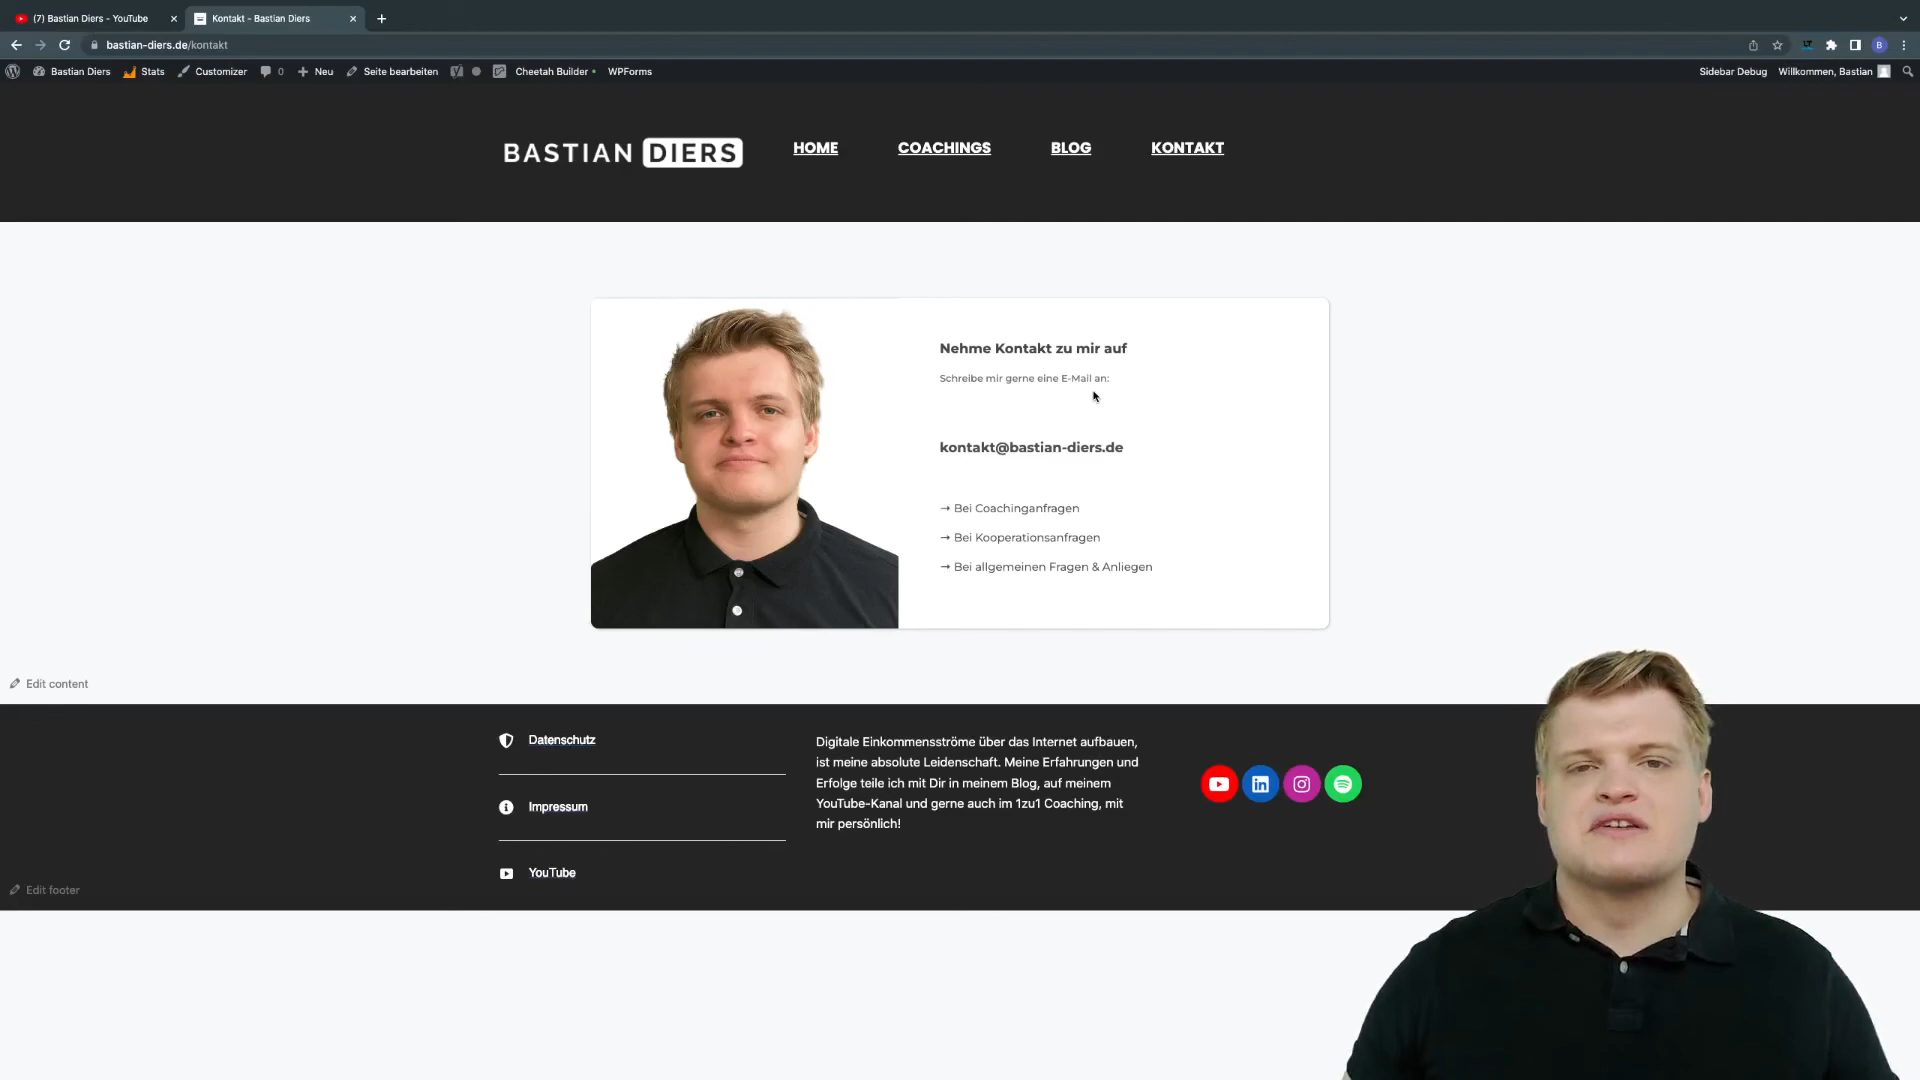 (7) Bastian Diers - YouTube
Kontakt - Bastian Diers
bastian-diers.de/kontakt
Bastian Diers
Stats
Customizer
0
Neu
Seite bearbeiten
Cheetah Builder
WPForms
Sidebar Debug
Willkommen, Bastian
BASTIAN DIERS
HOME
COACHINGS
BLOG
KONTAKT
Nehme Kontakt zu mir auf
Schreibe mir gerne eine E-Mail an:
kontakt@bastian-diers.de
→ Bei Coachinganfragen
→ Bei Kooperationsanfragen
→ Bei allgemeinen Fragen & Anliegen
Edit content
Datenschutz
Impressum
YouTube
Digitale Einkommensströme über das Internet aufbauen,
ist meine absolute Leidenschaft. Meine Erfahrungen und
Erfolge teile ich mit Dir in meinem Blog, auf meinem
YouTube-Kanal und gerne auch im 1zu1 Coaching, mit
mir persönlich!
Edit footer